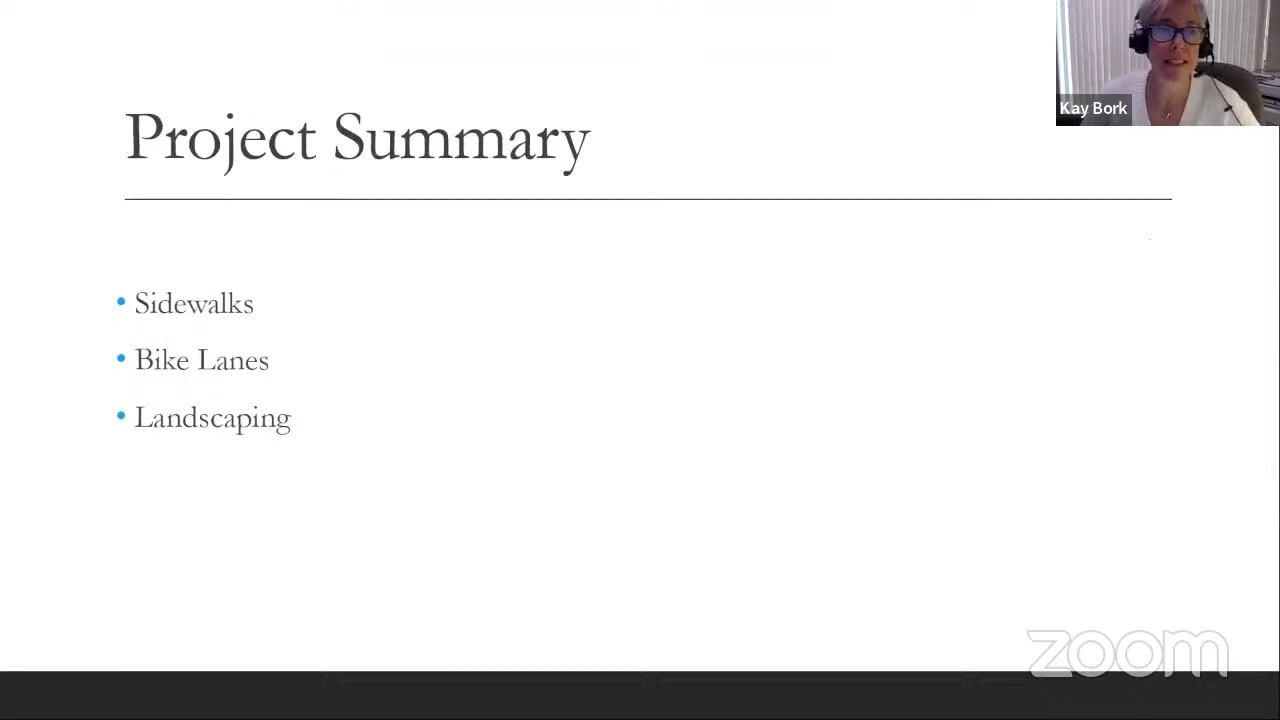 Kay Bork
Project Summary
• Sidewalks
• Bike Lanes
• Landscaping
zoom